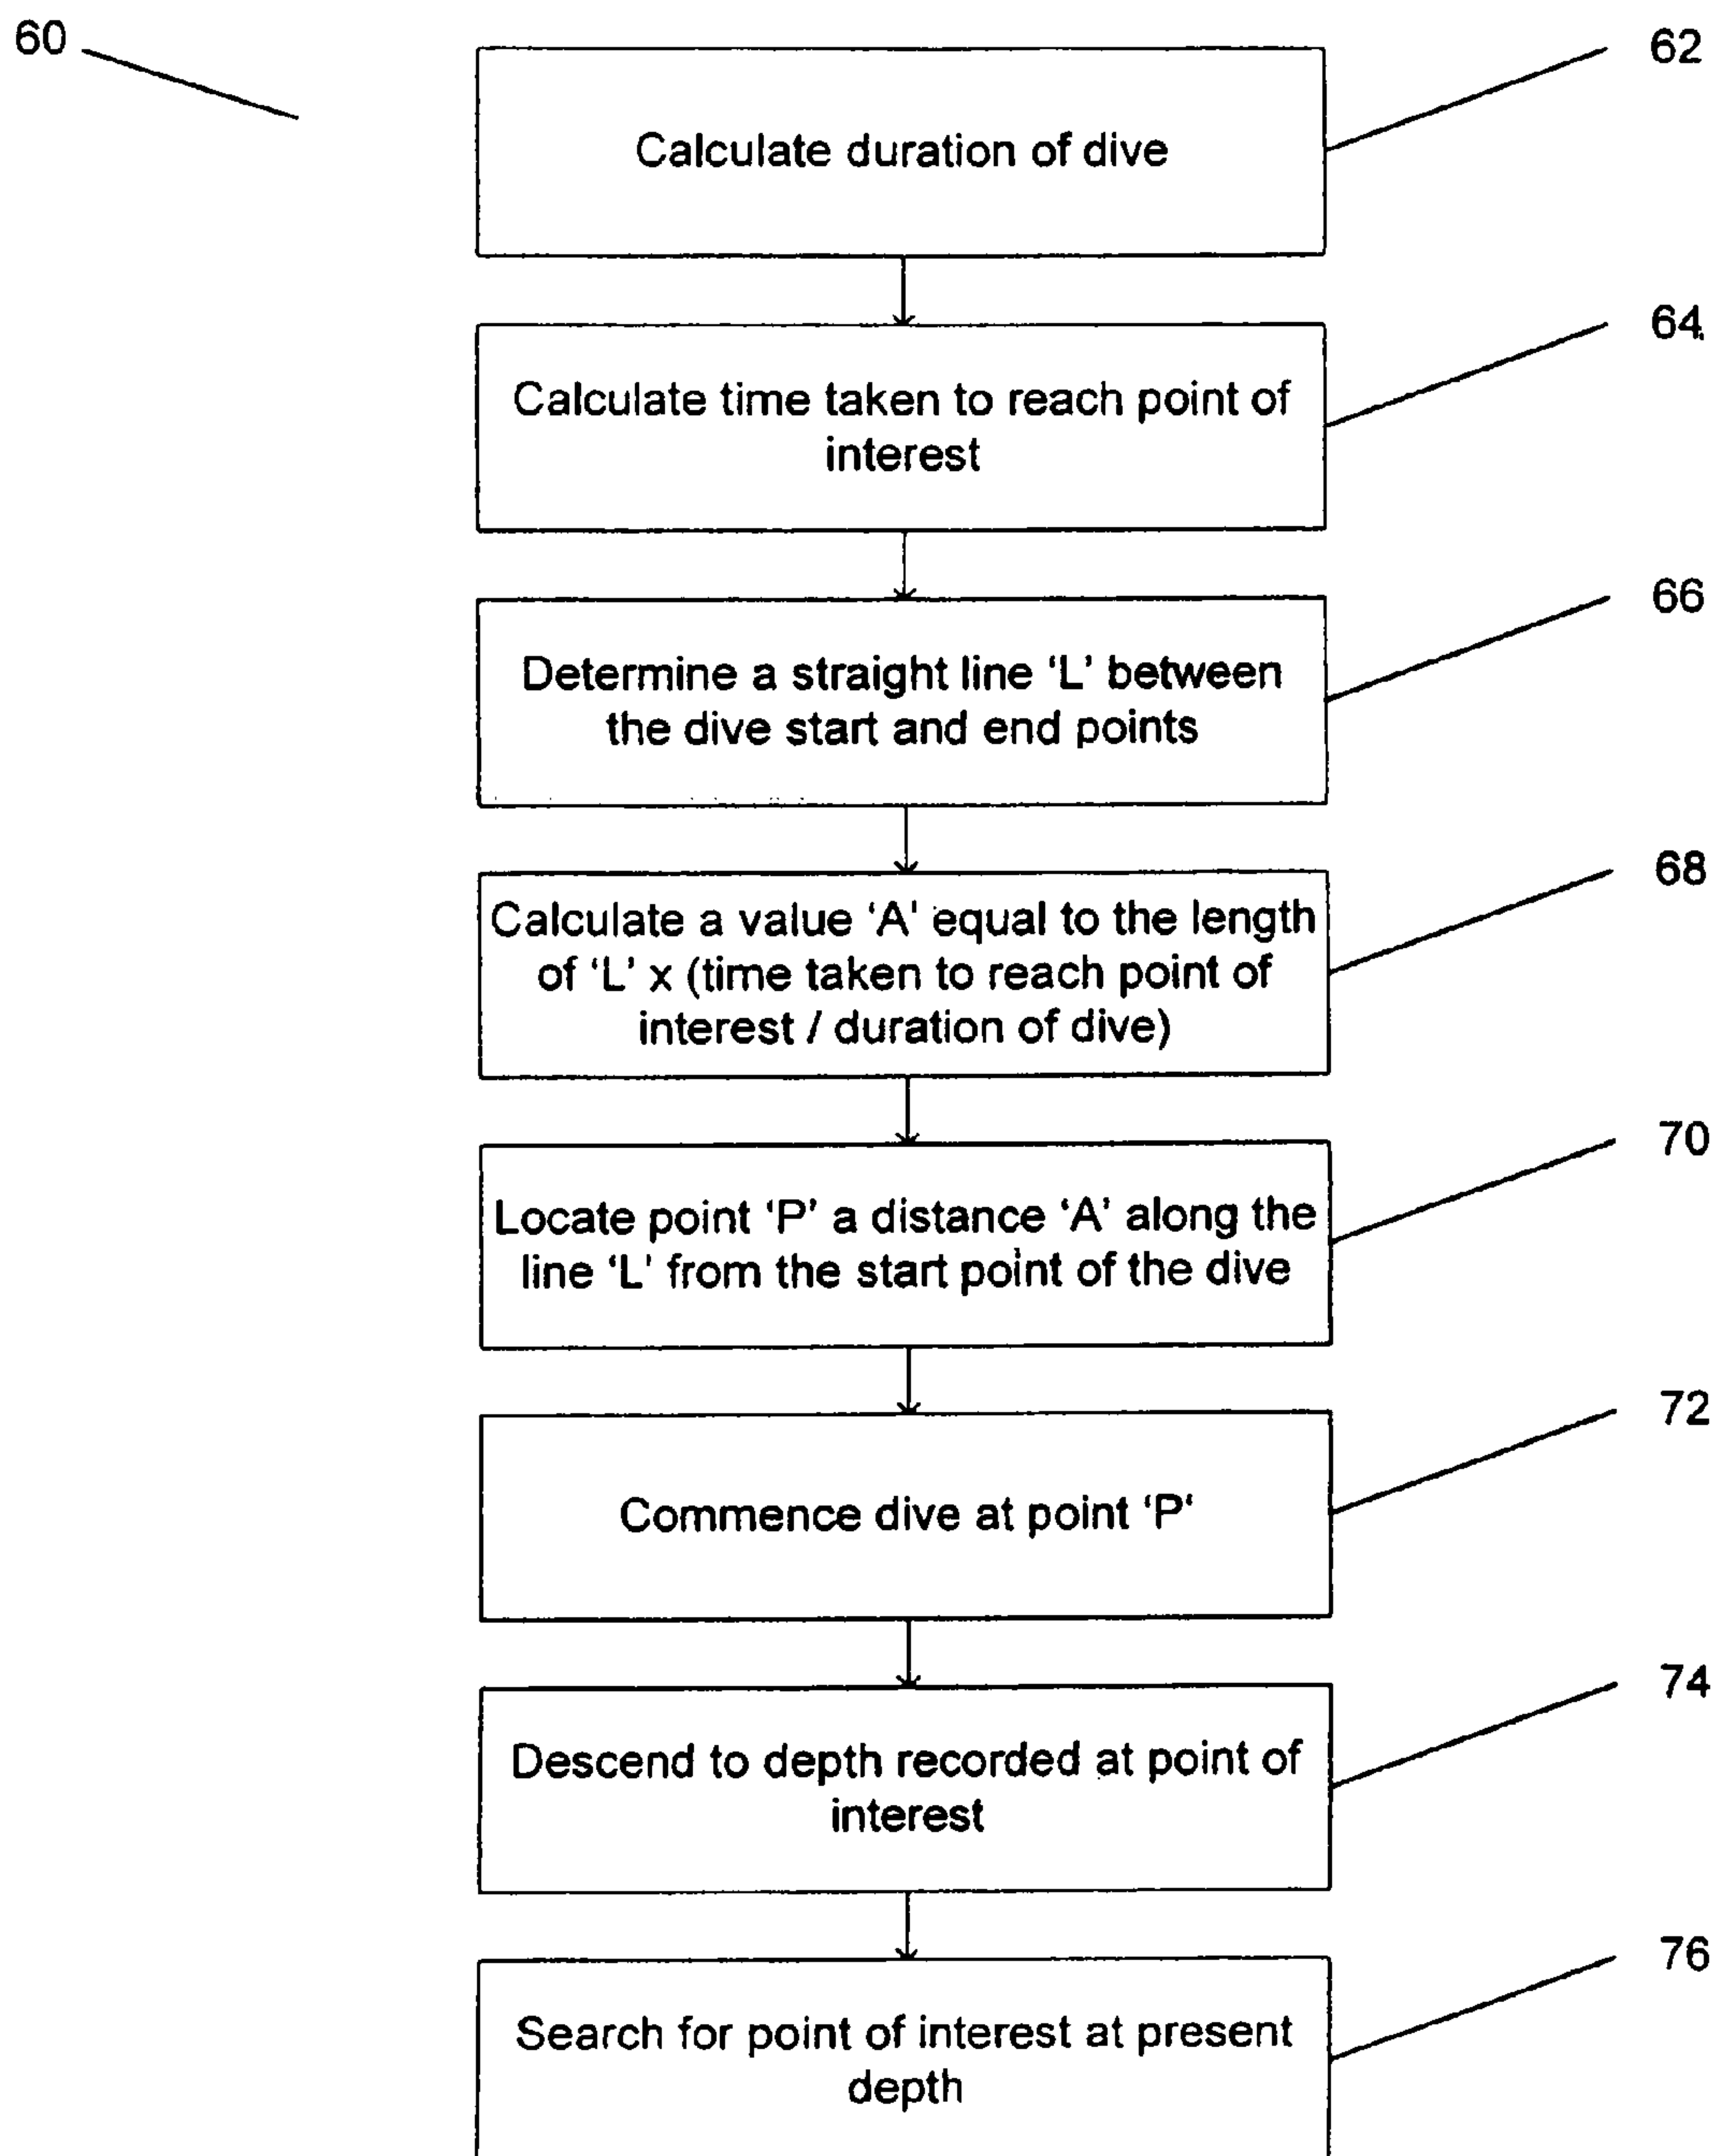 60
62
Calculate duration of dive
64
Calculate time taken to reach point of
interest
66
Determine a straight line ‘L’ between
the dive start and end points
68
Calculate a value ‘A’ equal to the length
of ‘L’ x (time taken to reach point of
interest / duration of dive)
70
Locate point ‘P’ a distance ‘A’ along the
line ‘L’ from the start point of the dive
72
Commence dive at point ‘P‘
74
Descend to depth recorded at point of
interest
76
Search for point of interest at present
depth